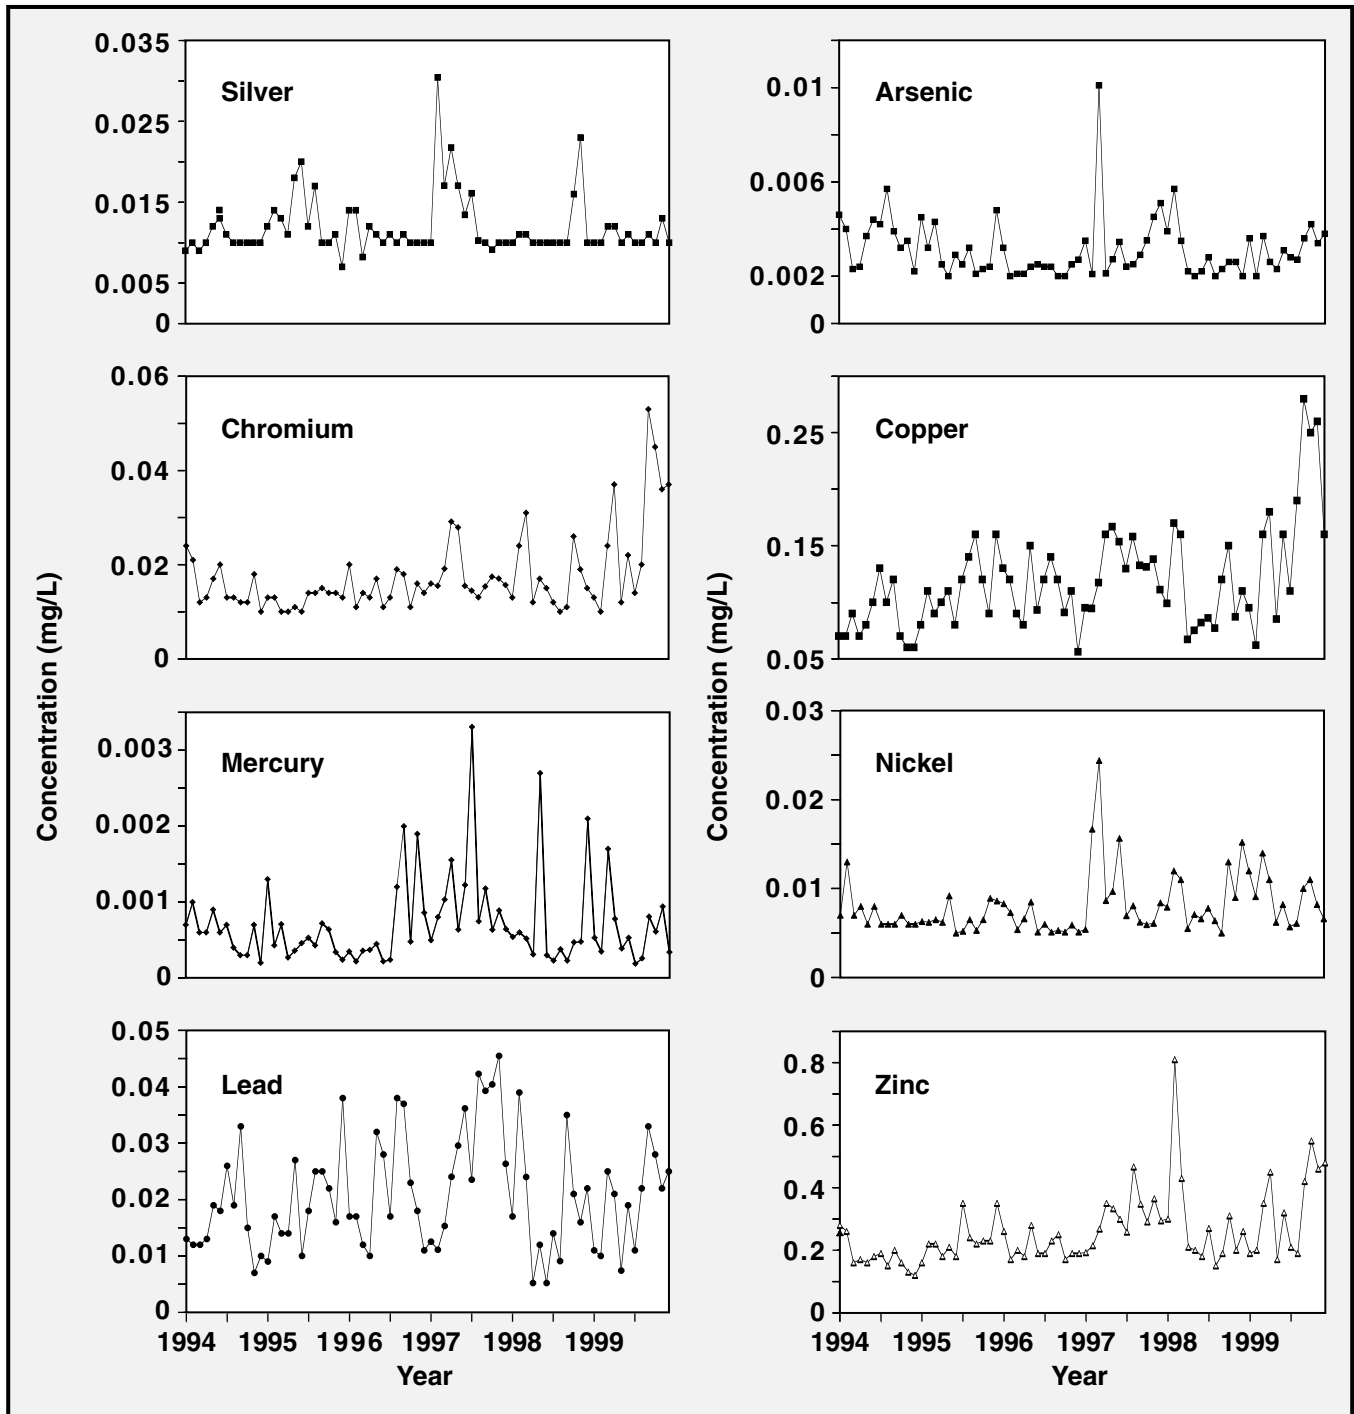 Concentration (mg/L)
0.035
0.025
0.015
0.005
0
Silver
0.06
0.04
0.02
0
Chromium
0.003
0.002
0.001
0
Mercury
0.05
0.04
0.03
0.02
0.01
0
Lead
1994 1995 1996 1997 1998 1999
Year
Concentration (mg/L)
0.01
0.006
0.002
0
Arsenic
0.25
0.15
0.05
Copper
0.03
0.02
0.01
0
Nickel
0.8
0.6
0.4
0.2
0
Zinc
1994 1995 1996 1997 1998 1999
Year